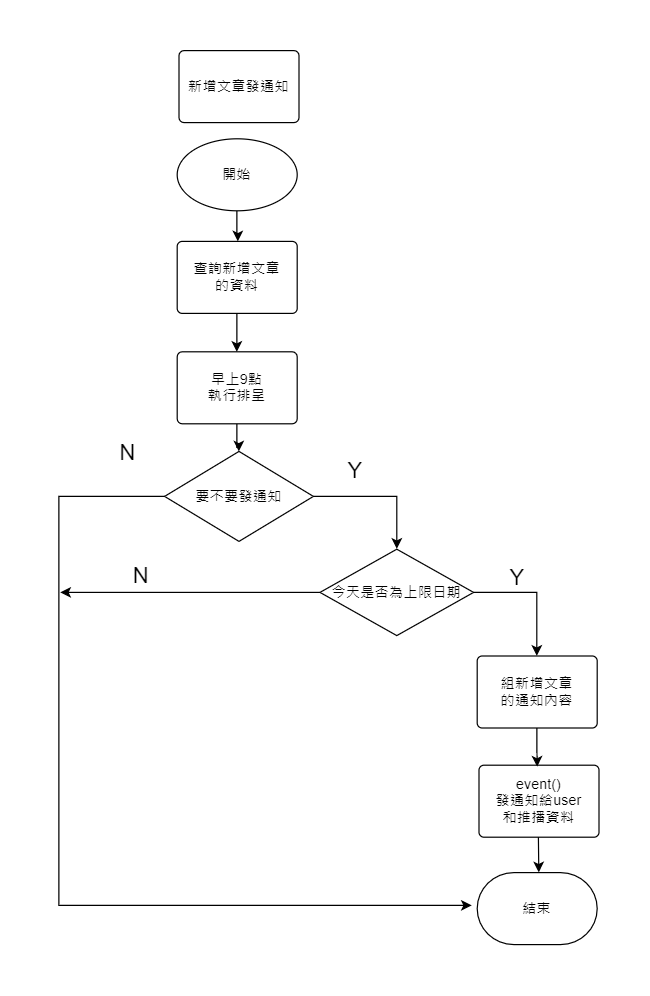 新增文章發通知
開始
查詢新增文章
的資料
早上9點
執行排呈
N
Y
要不要發通知
N
今天是否為上限日期
Y
組新增文章
的通知內容
event()
發通知給user
和推播資料
結束